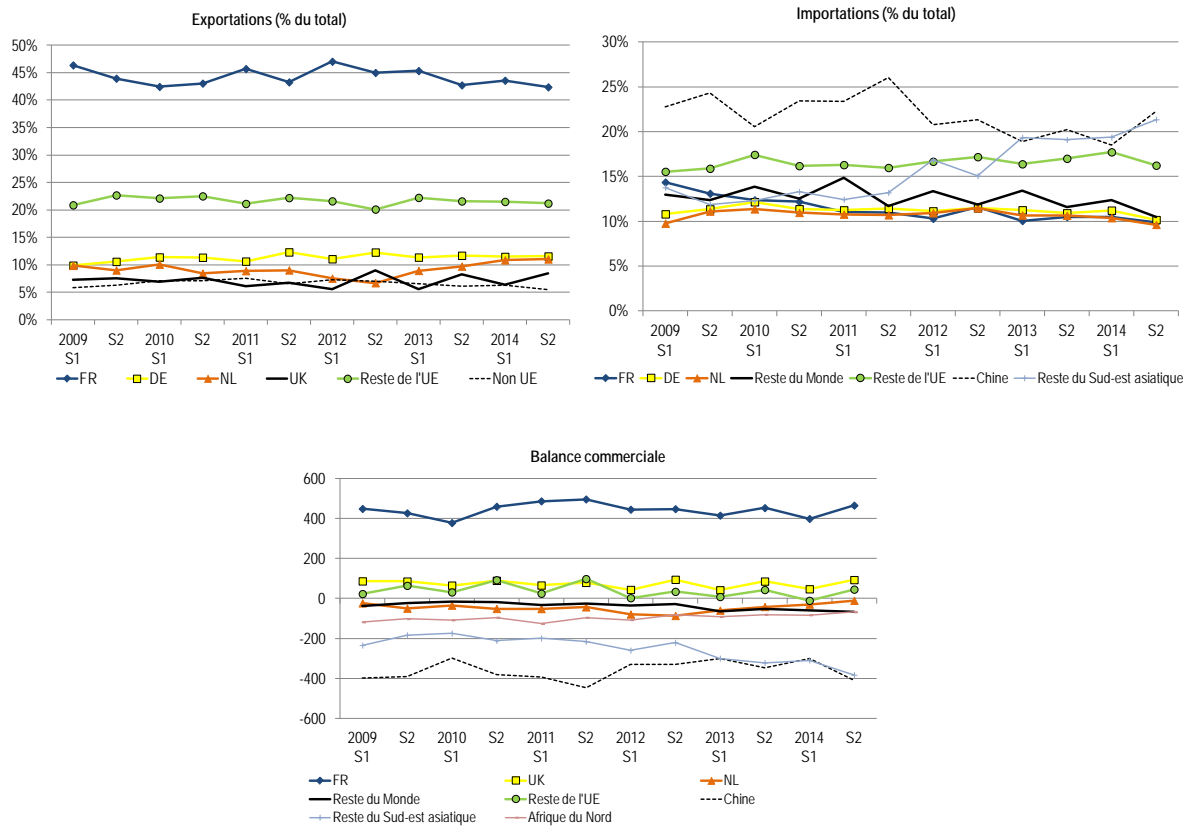 Exportations (% du total)
50%
45%
40%
35%
30%
25%
20%
15%
10%
5%
0%
2009 S2 2010 S2 2011 S2 2012 S2 2013 S2 2014 S2
S1 S1 S1 S1 S1 S1
FR DE NL UK Reste de l'UE Non UE
Importations (% du total)
30%
25%
20%
15%
10%
5%
0%
2009 S2 2010 S2 2011 S2 2012 S2 2013 S2 2014 S2
S1 S1 S1 S1 S1 S1
FR DE NL Reste du Monde Reste de l'UE Chine Reste du Sud-est asiatique
Balance commerciale
600
400
200
0
-200
-400
-600
2009 S2 2010 S2 2011 S2 2012 S2 2013 S2 2014 S2
S1 S1 S1 S1 S1 S1
FR UK NL
Reste du Monde Reste de l'UE Chine
Reste du Sud-est asiatique Afrique du Nord